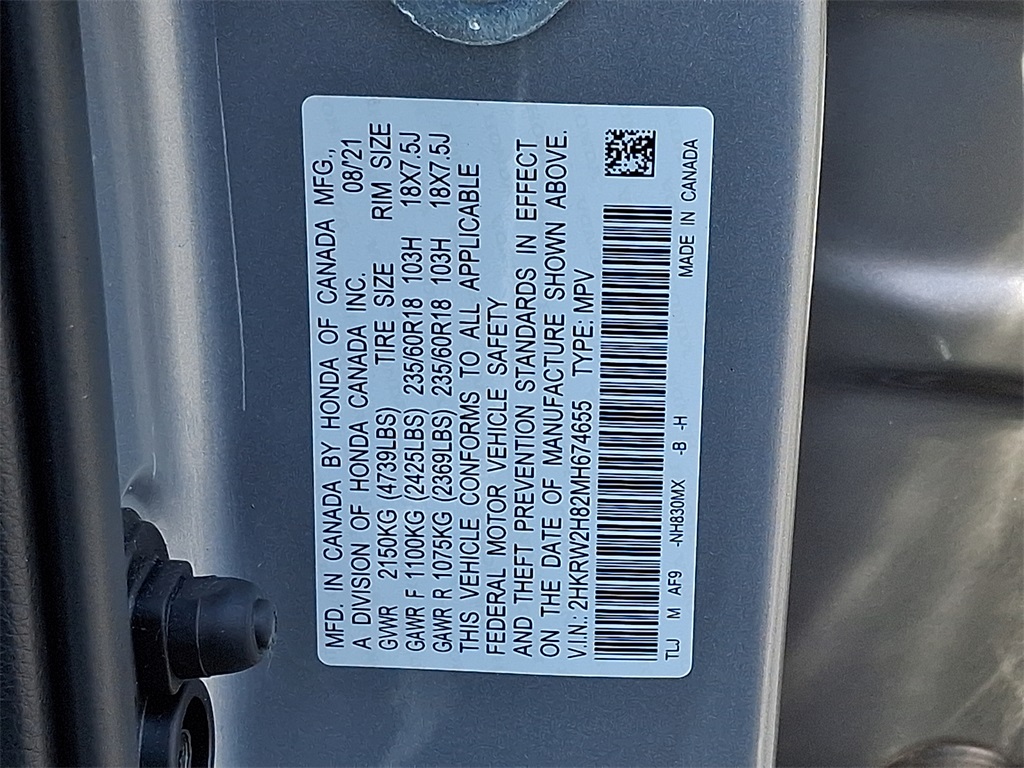 MFD. IN CANADA BY HONDA OF CANADA MFG.,
A DIVISION OF HONDA CANADA INC. 08/'21
GVWR 2150KG (4739LBS) TIRE SIZE RIM SIZE
GAWR F 1100KG (2425LBS) 235/60R18 103H 18X7.5J
GAWR R 1075KG (2369LBS) 235/60R18 103H 18X7.5J
THIS VEHICLE CONFORMS TO ALL APPLICABLE
FEDERAL MOTOR VEHICLE SAFETY
AND THEFT PREVENTION STANDARDS IN EFFECT
ON THE DATE OF MANUFACTURE SHOWN ABOVE.
V.I.N.: 2HKRW2H82MH674655 TYPE: MPV
TLJ M AF9 -NH830MX -B -H MADE IN CANADA